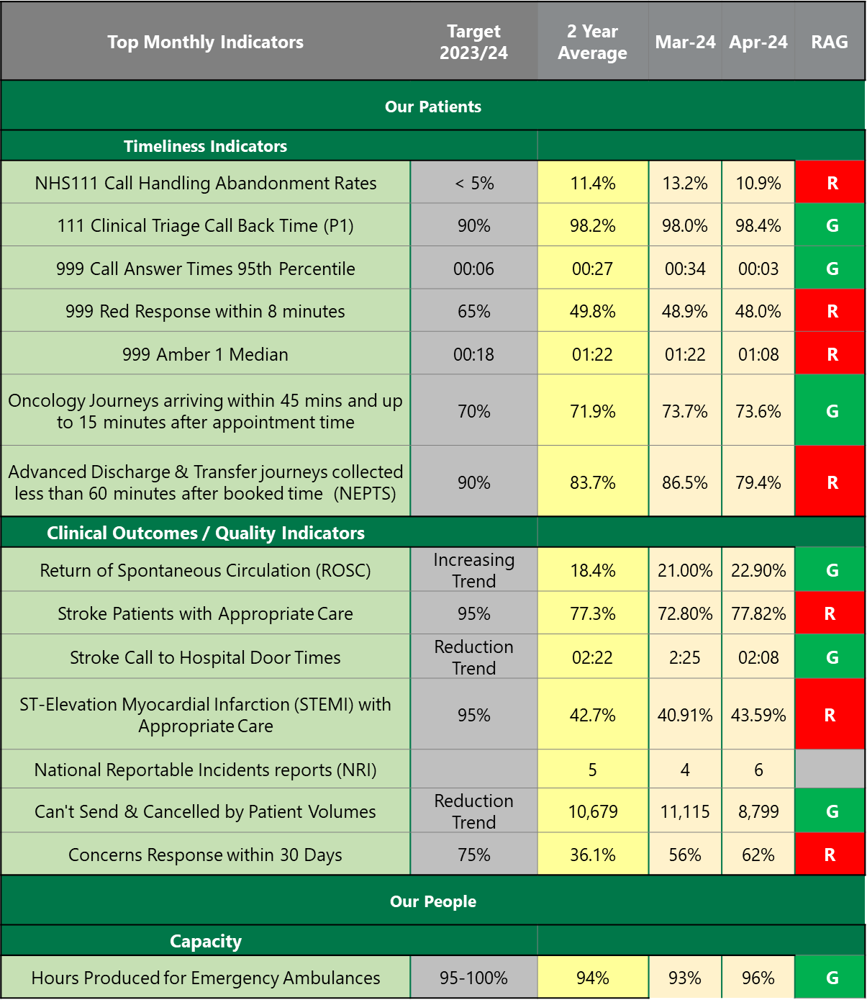 Top Monthly Indicators
Target
2023/24
2 Year
Average
Mar-24
Apr-24
RAG
Our Patients
Timeliness Indicators
NHS111 Call Handling Abandonment Rates
< 5%
11.4%
13.2%
10.9%
R
111 Clinical Triage Call Back Time (P1)
90%
98.2%
98.0%
98.4%
G
999 Call Answer Times 95th Percentile
00:06
00:27
00:34
00:03
G
999 Red Response within 8 minutes
65%
49.8%
48.9%
48.0%
R
999 Amber 1 Median
00:18
01:22
01:22
01:08
R
Oncology Journeys arriving within 45 mins and up
to 15 minutes after appointment time
70%
71.9%
73.7%
73.6%
G
Advanced Discharge & Transfer journeys collected
less than 60 minutes after booked time (NEPTS)
90%
83.7%
86.5%
79.4%
R
Clinical Outcomes / Quality Indicators
Return of Spontaneous Circulation (ROSC)
Increasing
Trend
18.4%
21.00%
22.90%
G
Stroke Patients with Appropriate Care
95%
77.3%
72.80%
77.82%
R
Stroke Call to Hospital Door Times
Reduction
Trend
02:22
2:25
02:08
G
ST-Elevation Myocardial Infarction (STEMI) with
Appropriate Care
95%
42.7%
40.91%
43.59%
R
National Reportable Incidents reports (NRI)
5
4
6
Can't Send & Cancelled by Patient Volumes
Reduction
Trend
10,679
11,115
8,799
G
Concerns Response within 30 Days
75%
36.1%
56%
62%
R
Our People
Capacity
Hours Produced for Emergency Ambulances
95-100%
94%
93%
96%
G